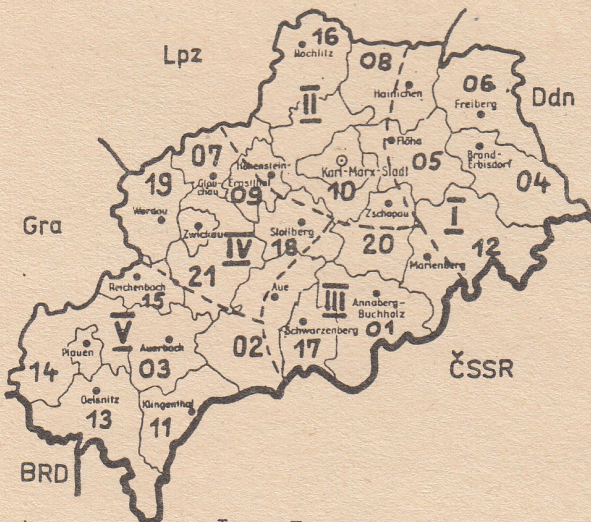 Lpz
16
Rochlitz
08
Hainichen
06
Freiberg
Ddn
II
07
Glau-
chau
Hohenstein-
Ernstthal
09
Karl-Marx-Stadt
10
Flöha
05
Brand-
Erbisdorf
04
19
Werdau
Gra
Zwickau
IV
21
Stollberg
18
Zschopau
20
I
Marienberg
12
Reichenbach
15
Aue
III
Annaberg-
Buchholz
01
Schwarzenberg
17
02
V
Plauen
14
Auerbach
03
ČSSR
Oelsnitz
13
Klingenthal
11
BRD